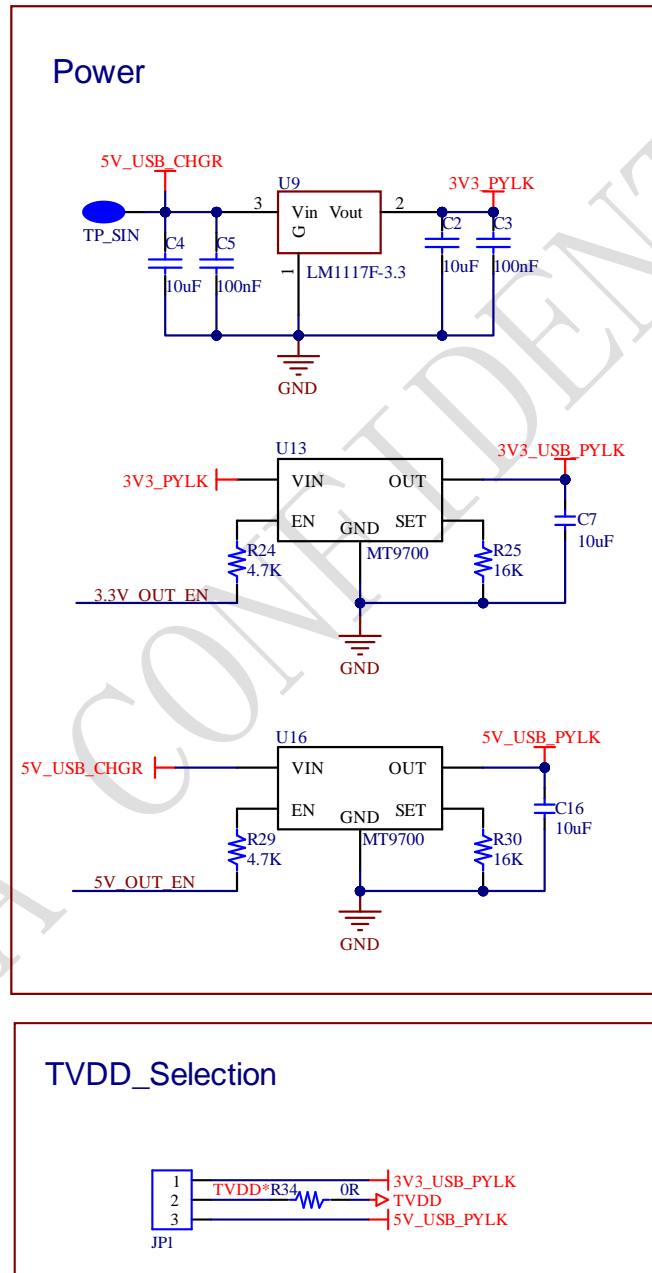 Power
5V_USB_CHGR
U9
3V3_PYLK
3 Vin Vout 2
TP_SIN
G
C4 C5 C2 C3
1 LM1117F-3.3
10uF 100nF 10uF 100nF
GND
U13
3V3_USB_PYLK
3V3_PYLK VIN OUT
EN GND SET C7
R24 MT9700 R25 10uF
4.7K 16K
3.3V_OUT_EN
GND
U16
5V_USB_PYLK
5V_USB_CHGR VIN OUT
EN GND SET C16
R29 MT9700 R30 10uF
4.7K 16K
5V_OUT_EN
GND
A CONFIDENT
TVDD_Selection
1 3V3_USB_PYLK
2 TVDD* R34 0R TVDD
3 5V_USB_PYLK
JP1